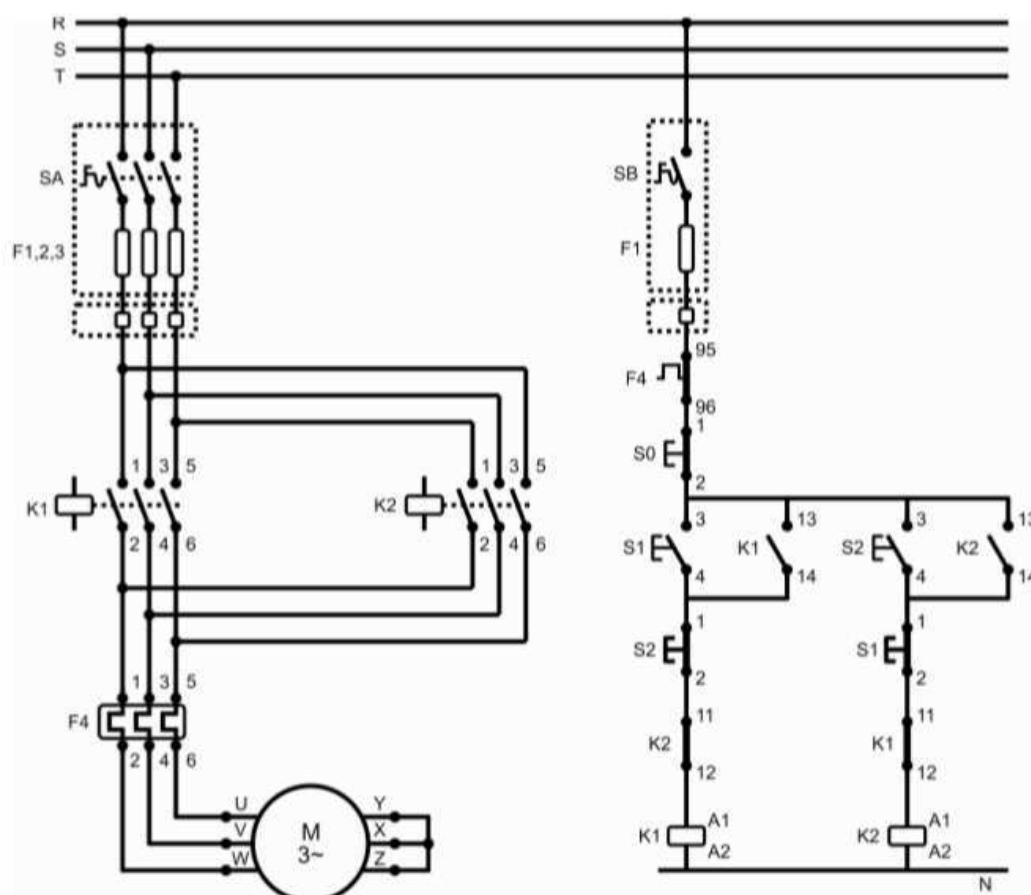 R
S
T
SA
SB
F1,2,3
F1
95
F4
96
1
S0
2
1 3 5
1 3 5
K1
K2
2 4 6
2 4 6
3
13
3
13
S1
K1
S2
K2
4
14
4
14
1
1
S2
S1
2
2
1 3 5
11
11
F4
K2
K1
2 4 6
12
12
U
Y
V
M
X
3~
W
Z
K1
A1
K2
A1
A2
A2
N